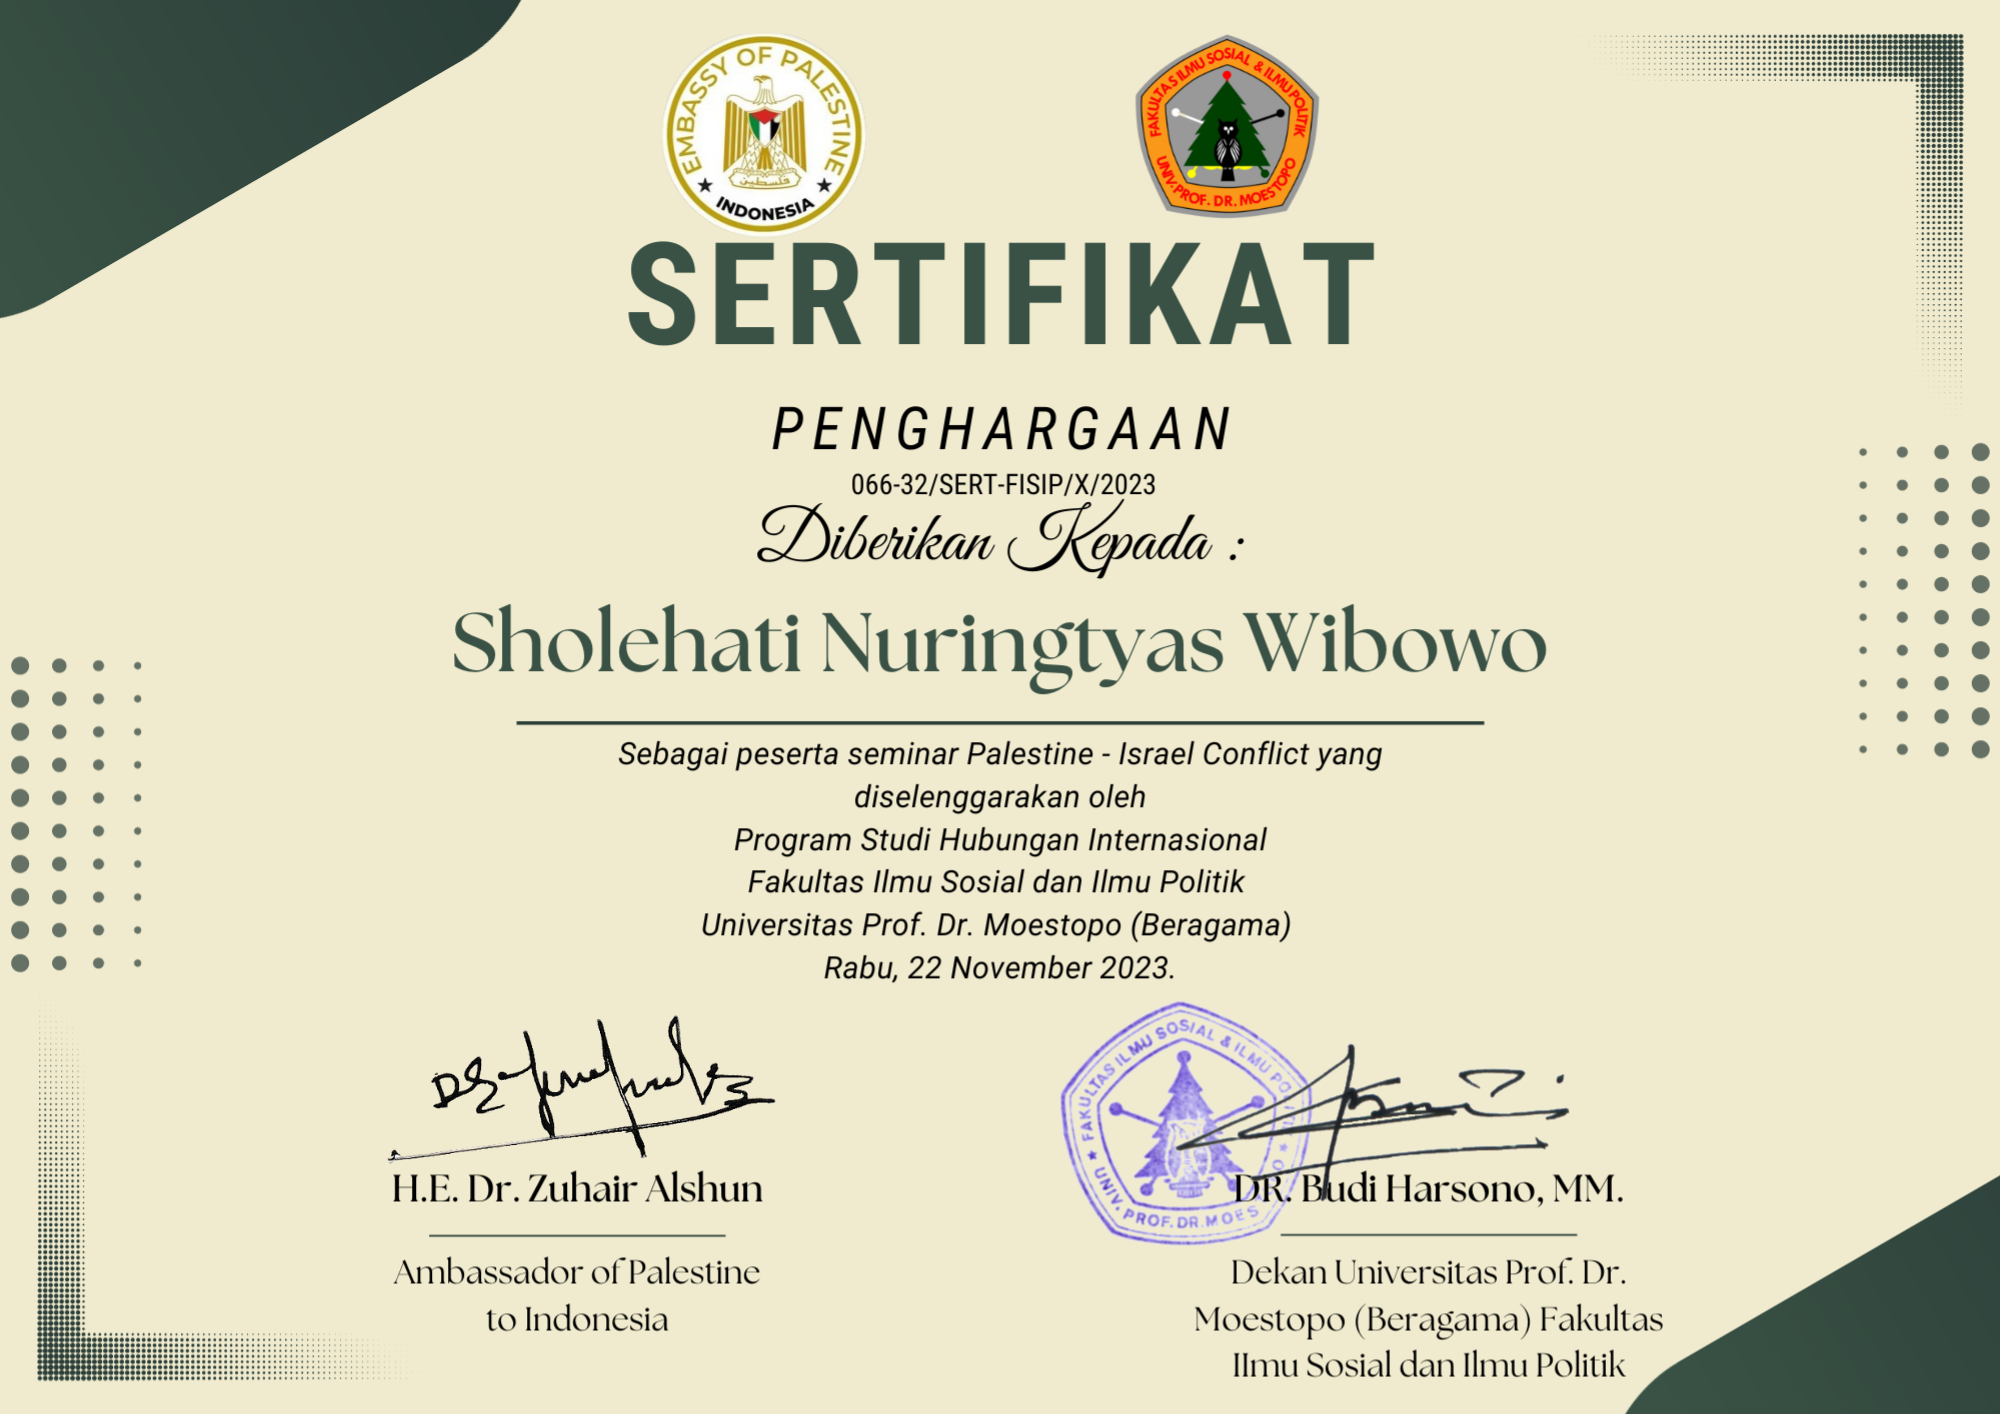 EMBASSY OF PALESTINE
فلسطين
INDONESIA
FAKULTAS ILMU SOSIAL & ILMU POLITIK
UNIV. PROF. DR. MOESTOPO
SERTIFIKAT
PENGHARGAAN
066-32/SERT-FISIP/X/2023
Diberikan Kepada :
Sholehati Nuringtyas Wibowo
Sebagai peserta seminar Palestine - Israel Conflict yang
diselenggarakan oleh
Program Studi Hubungan Internasional
Fakultas Ilmu Sosial dan Ilmu Politik
Universitas Prof. Dr. Moestopo (Beragama)
Rabu, 22 November 2023.
FAKULTAS ILMU SOSIAL & ILMU POLITIK
UNIV. PROF. DR. MOESTOPO
H.E. Dr. Zuhair Alshun
Ambassador of Palestine
to Indonesia
DR. Budi Harsono, MM.
Dekan Universitas Prof. Dr.
Moestopo (Beragama) Fakultas
Ilmu Sosial dan Ilmu Politik